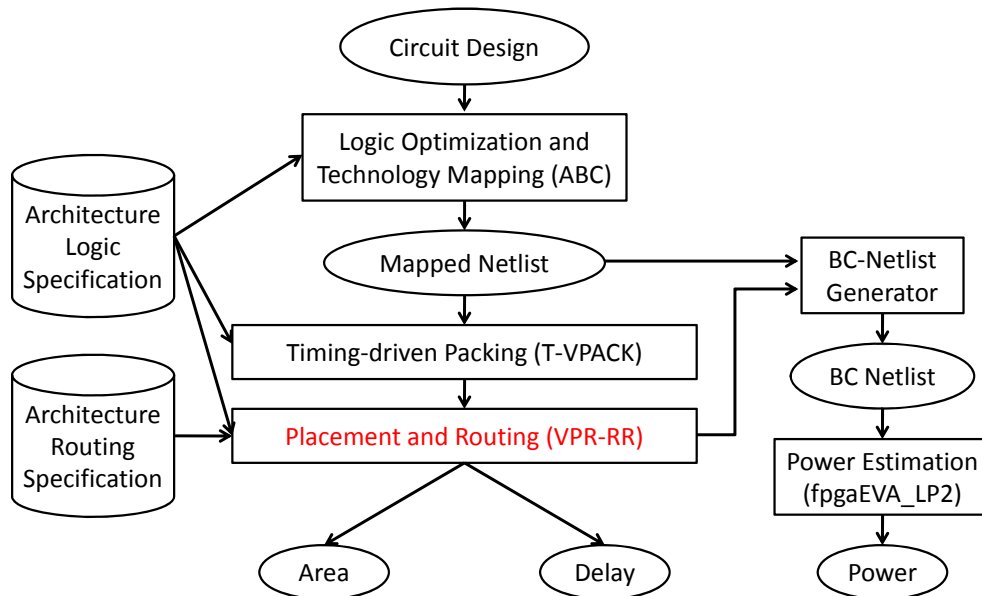 Circuit Design
Logic Optimization and
Technology Mapping (ABC)
Architecture
Logic
Specification
Mapped Netlist
BC-Netlist
Generator
Timing-driven Packing (T-VPACK)
BC Netlist
Architecture
Routing
Specification
Placement and Routing (VPR-RR)
Power Estimation
(fpgaEVA_LP2)
Area
Delay
Power